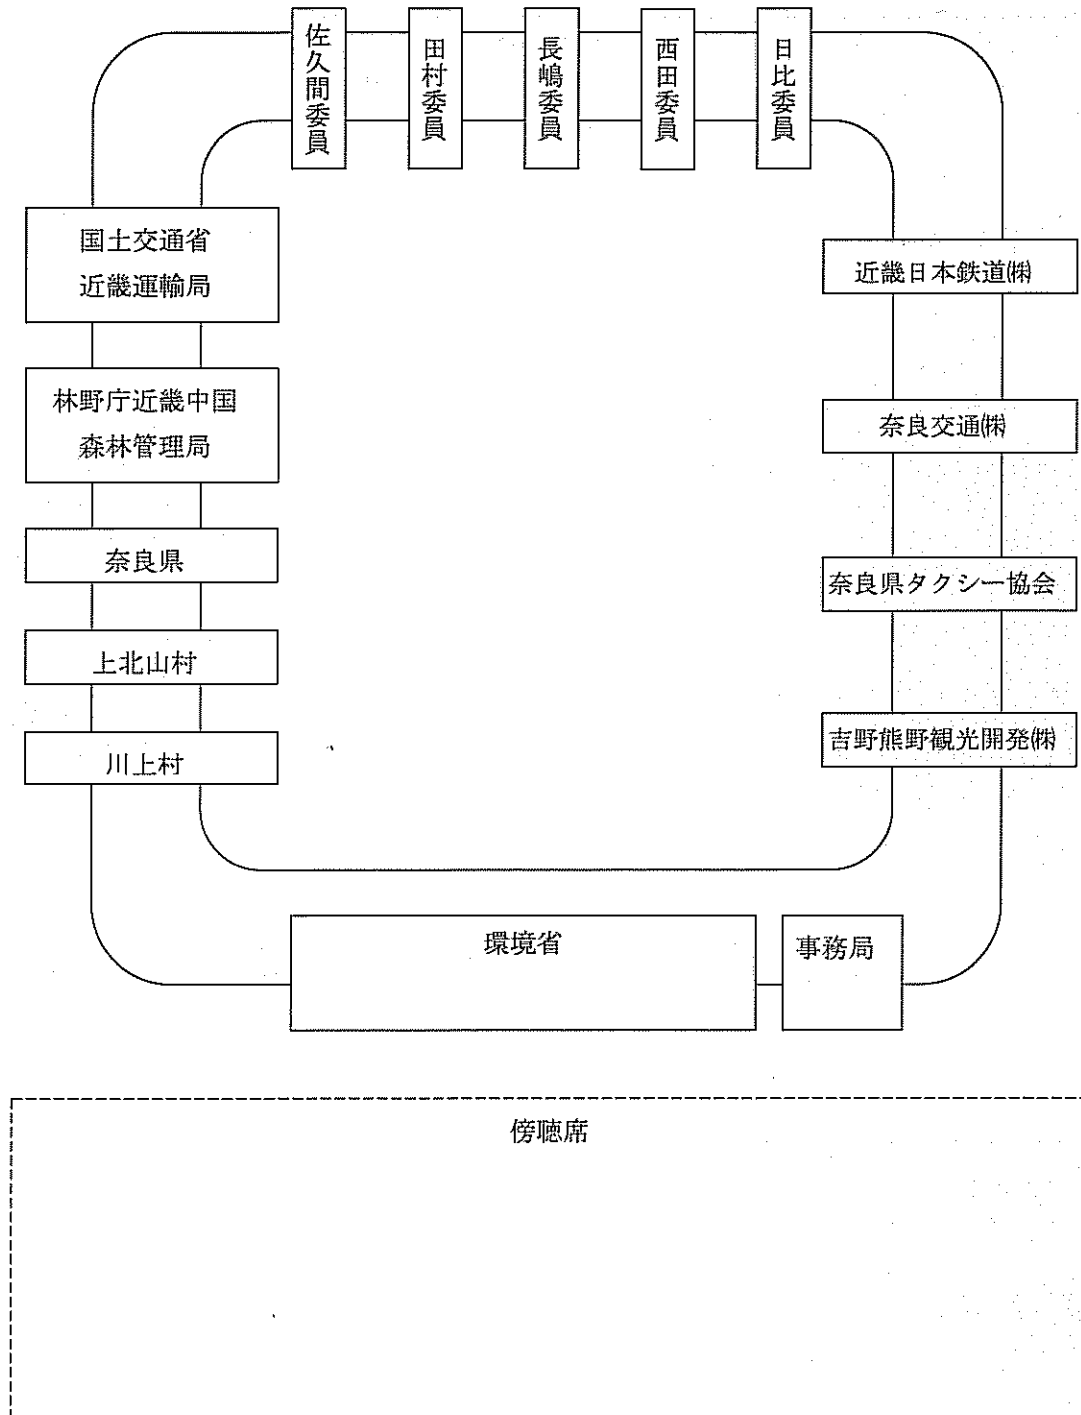 佐久間委員
田村委員
長嶋委員
西田委員
日比委員
国土交通省
近畿運輸局
近畿日本鉄道㈱
林野庁近畿中国
森林管理局
奈良交通㈱
奈良県
奈良県タクシー協会
上北山村
吉野熊野観光開発㈱
川上村
環境省
事務局
傍聴席